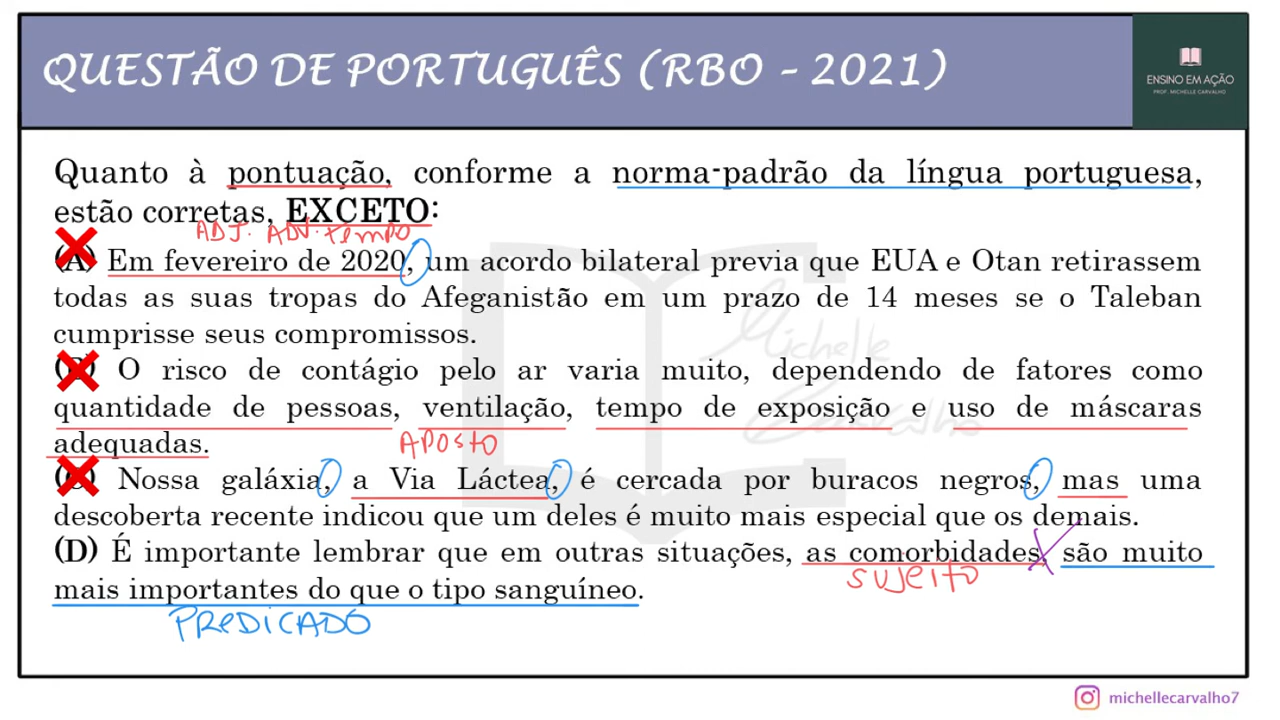 QUESTÃO DE PORTUGUÊS (RBO – 2021)
ENSINO EM AÇÃO
PROF. MICHELLE CARVALHO
Quanto à pontuação, conforme a norma-padrão da língua portuguesa,
estão corretas, EXCETO:
ADJ. ADV. tempo
(A) Em fevereiro de 2020, um acordo bilateral previa que EUA e Otan retirassem
todas as suas tropas do Afeganistão em um prazo de 14 meses se o Taleban
cumprisse seus compromissos.
(B) O risco de contágio pelo ar varia muito, dependendo de fatores como
quantidade de pessoas, ventilação, tempo de exposição e uso de máscaras
adequadas.
APOSTO
(C) Nossa galáxia, a Via Láctea, é cercada por buracos negros, mas uma
descoberta recente indicou que um deles é muito mais especial que os demais.
(D) É importante lembrar que em outras situações, as comorbidades, são muito
sujeito
mais importantes do que o tipo sanguíneo.
PREDICADO
Michelle
Carvalho
michellecarvalho7